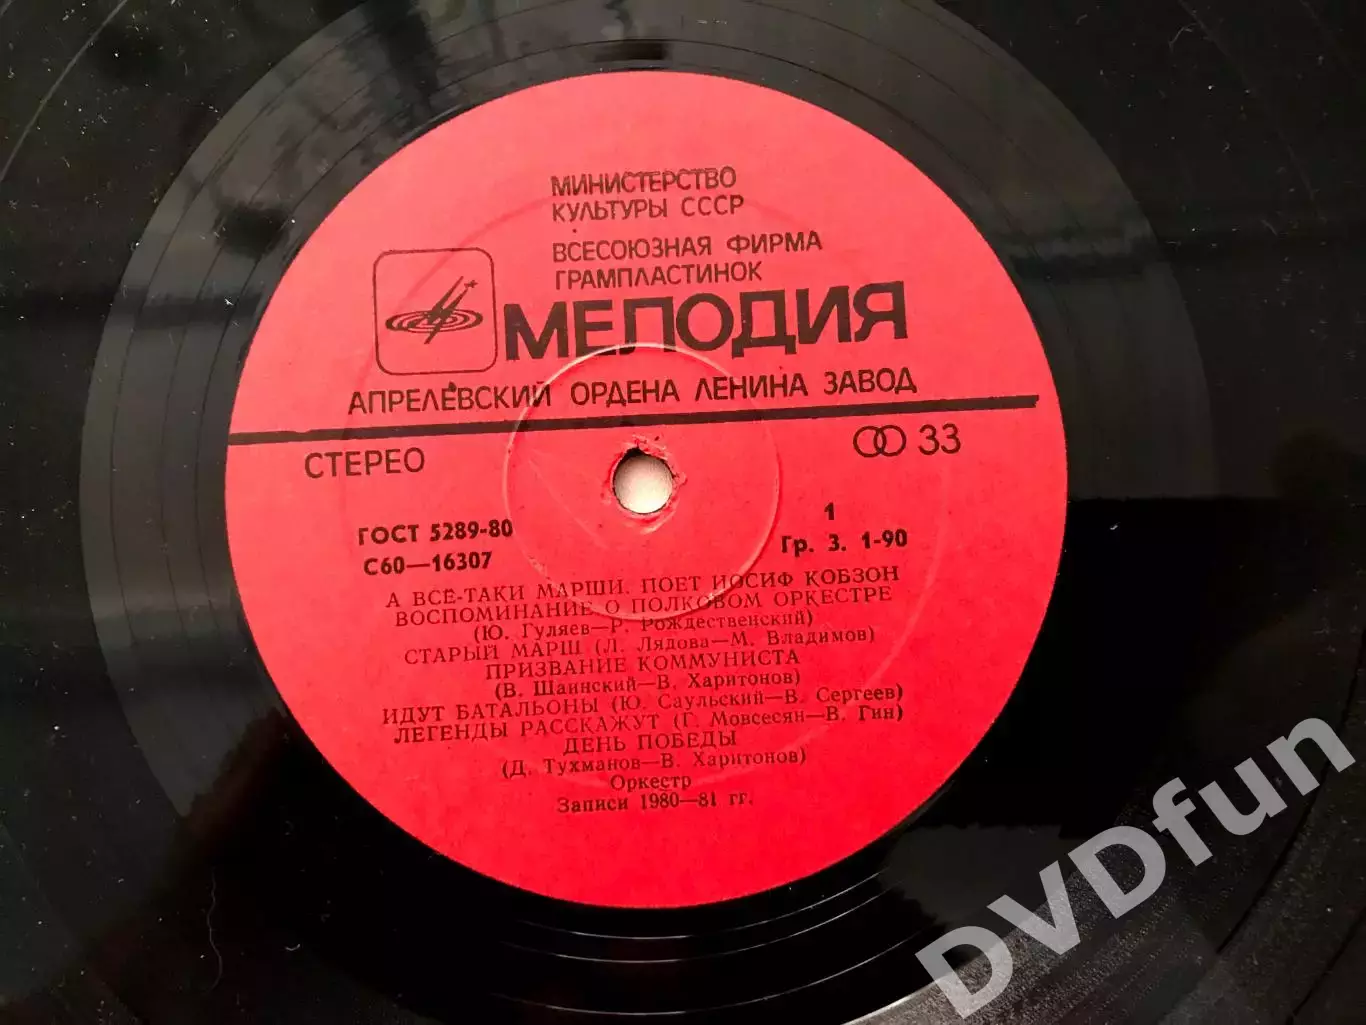 МИНИСТЕРСТВО
КУЛЬТУРЫ СССР
ВСЕСОЮЗНАЯ ФИРМА
ГРАМПЛАСТИНОК
МЕЛОДИЯ
АПРЕЛЕВСКИЙ ОРДЕНА ЛЕНИНА ЗАВОД
СТЕРЕО 33
ГОСТ 5289-80 1
С60—16307 Гр. 3. 1-90
А ВСЁ-ТАКИ МАРШИ. ПОЕТ ИОСИФ КОБЗОН
ВОСПОМИНАНИЕ О ПОЛКОВОМ ОРКЕСТРЕ
(Ю. Гуляев—Р. Рождественский)
СТАРЫЙ МАРШ (Л. Лядова—М. Владимов)
ПРИЗВАНИЕ КОММУНИСТА
(В. Шаинский—В. Харитонов)
ИДУТ БАТАЛЬОНЫ (Ю. Саульский—В. Сергеев)
ЛЕГЕНДЫ РАССКАЖУТ (Г. Мовсесян—В. Гин)
ДЕНЬ ПОБЕДЫ
(Д. Тухманов—В. Харитонов)
Оркестр
Записи 1980—81 гг.
DVDfun